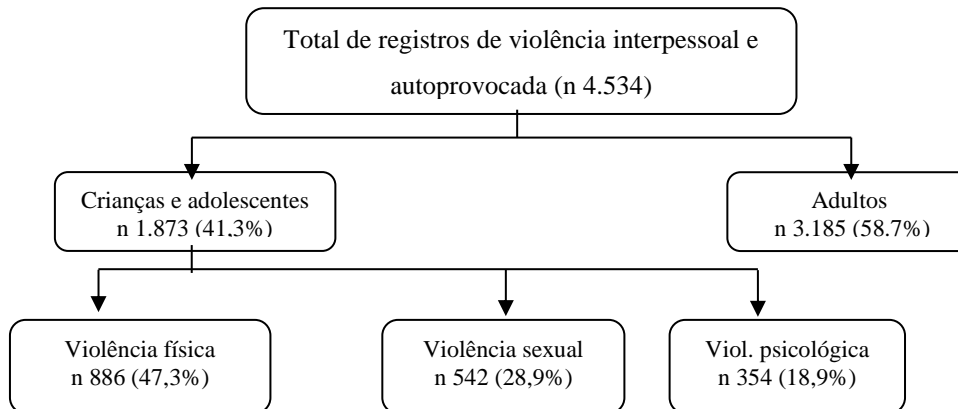 Total de registros de violência interpessoal e
autoprovocada (n 4.534)
Crianças e adolescentes
n 1.873 (41,3%)
Adultos
n 3.185 (58.7%)
Violência física
n 886 (47,3%)
Violência sexual
n 542 (28,9%)
Viol. psicológica
n 354 (18,9%)